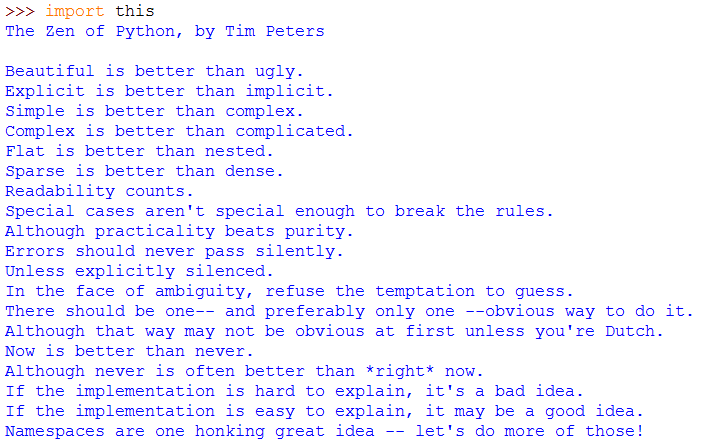 >>> import this
The Zen of Python, by Tim Peters

Beautiful is better than ugly.
Explicit is better than implicit.
Simple is better than complex.
Complex is better than complicated.
Flat is better than nested.
Sparse is better than dense.
Readability counts.
Special cases aren't special enough to break the rules.
Although practicality beats purity.
Errors should never pass silently.
Unless explicitly silenced.
In the face of ambiguity, refuse the temptation to guess.
There should be one-- and preferably only one --obvious way to do it.
Although that way may not be obvious at first unless you're Dutch.
Now is better than never.
Although never is often better than *right* now.
If the implementation is hard to explain, it's a bad idea.
If the implementation is easy to explain, it may be a good idea.
Namespaces are one honking great idea -- let's do more of those!